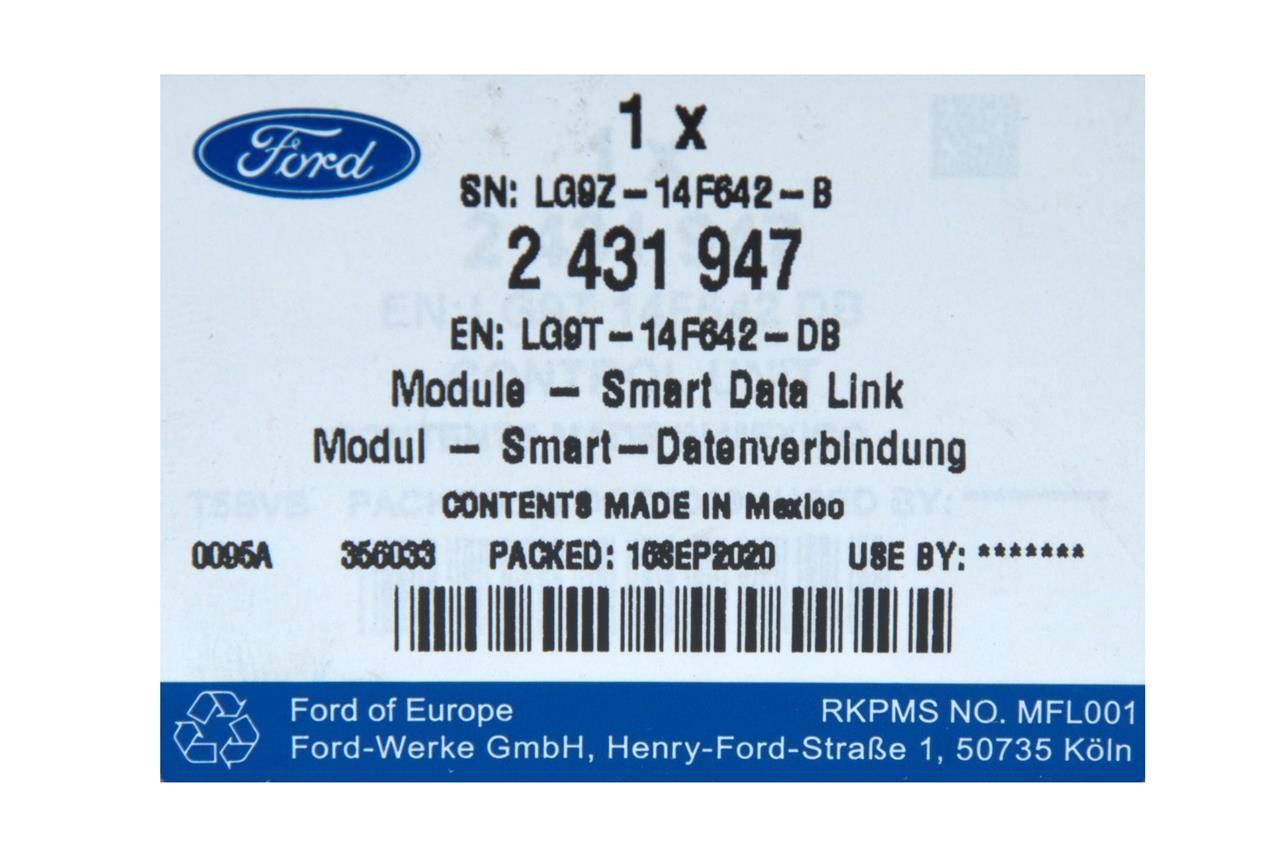 Ford
1 x
SN: LG9Z-14F642-B
2 431 947
EN: LG9T-14F642-DB
Module - Smart Data Link
Modul - Smart-Datenverbindung
CONTENTS MADE IN Mexico
0095A 356033 PACKED: 16SEP2020 USE BY: *******
Ford of Europe RKPMS NO. MFL001
Ford-Werke GmbH, Henry-Ford-Straße 1, 50735 Köln